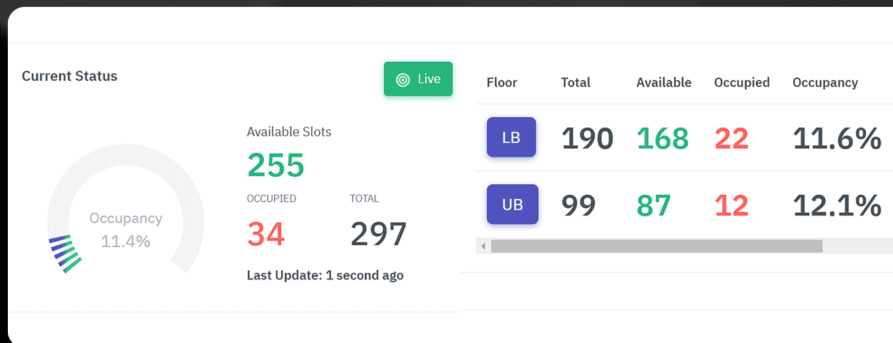 Current Status
Live
Available Slots
255
OCCUPIED TOTAL
34 297
Last Update: 1 second ago
Occupancy
11.4%
Floor Total Available Occupied Occupancy
LB 190 168 22 11.6%
UB 99 87 12 12.1%